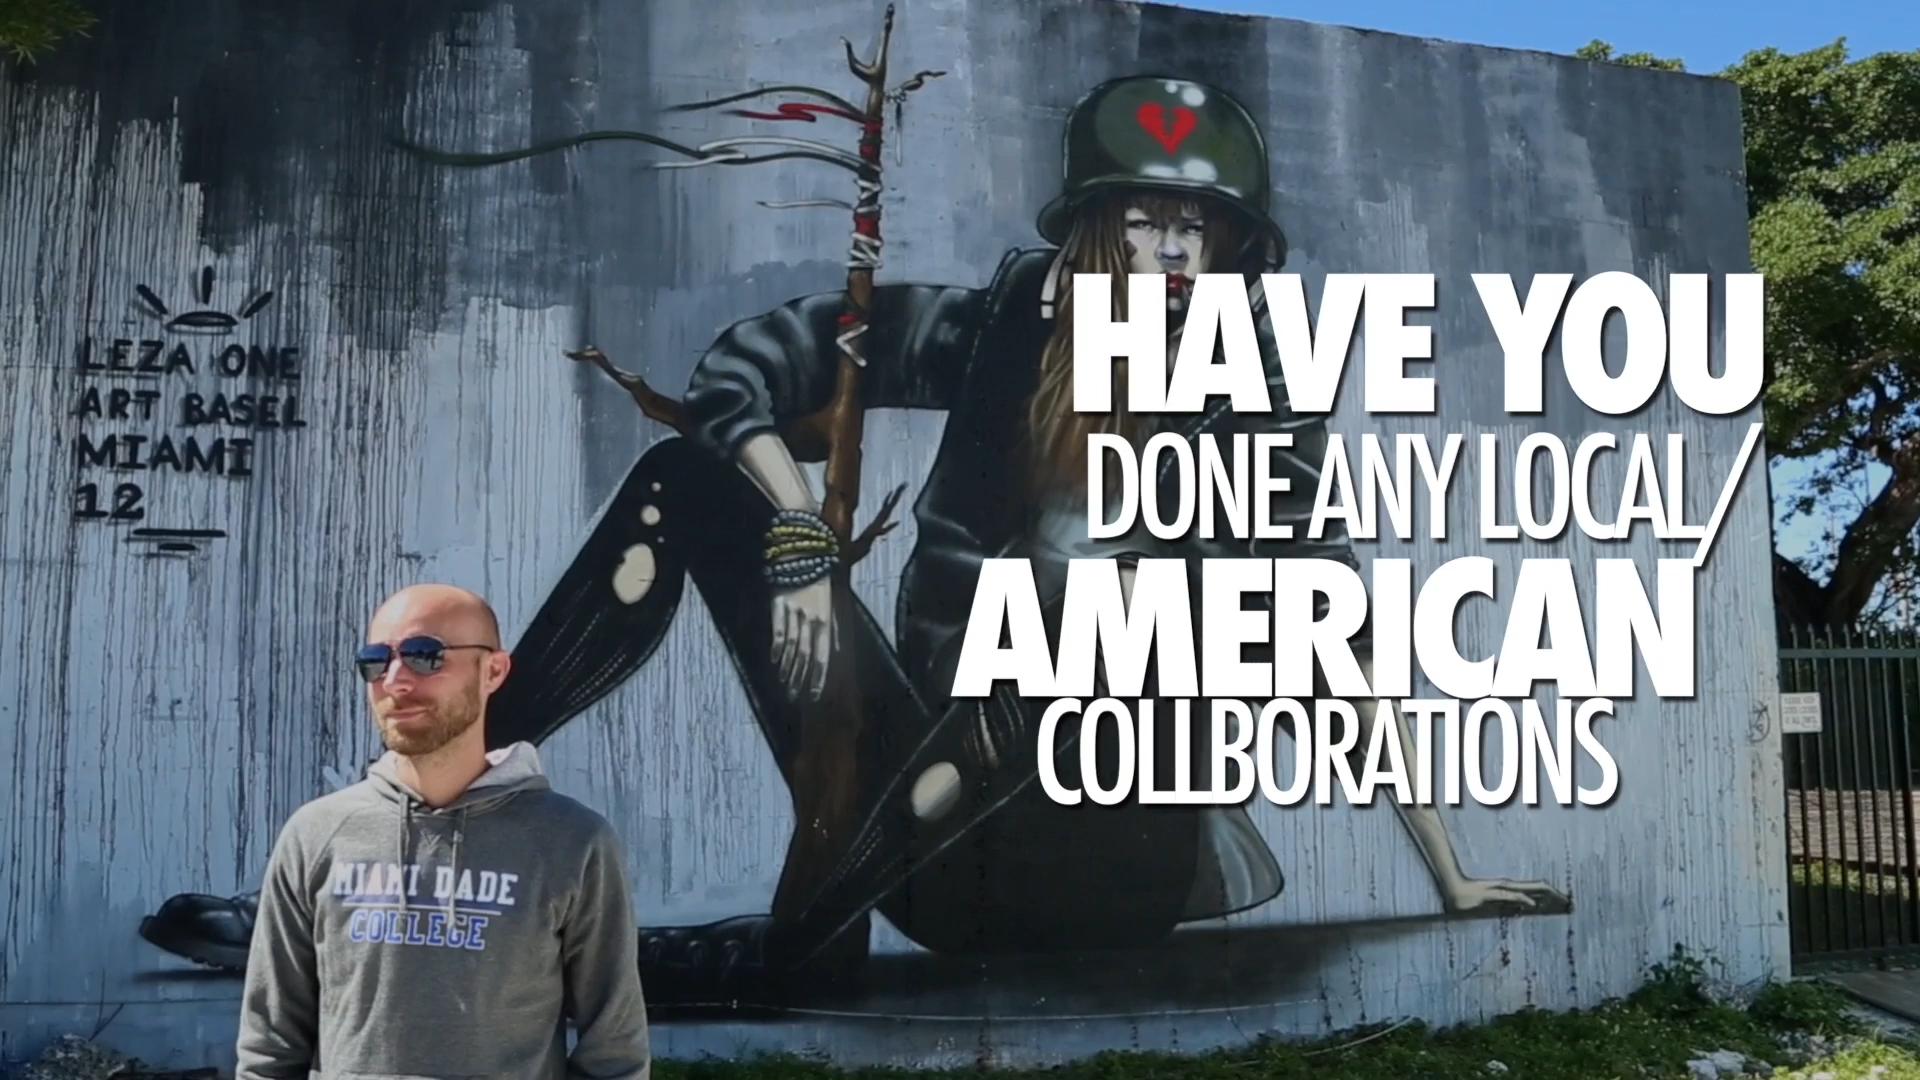 HAVE YOU
DONE ANY LOCAL/
AMERICAN
COLLBORATIONS
LEZA ONE
ART BASEL
MIAMI
12
MIAMI DADE
COLLEGE